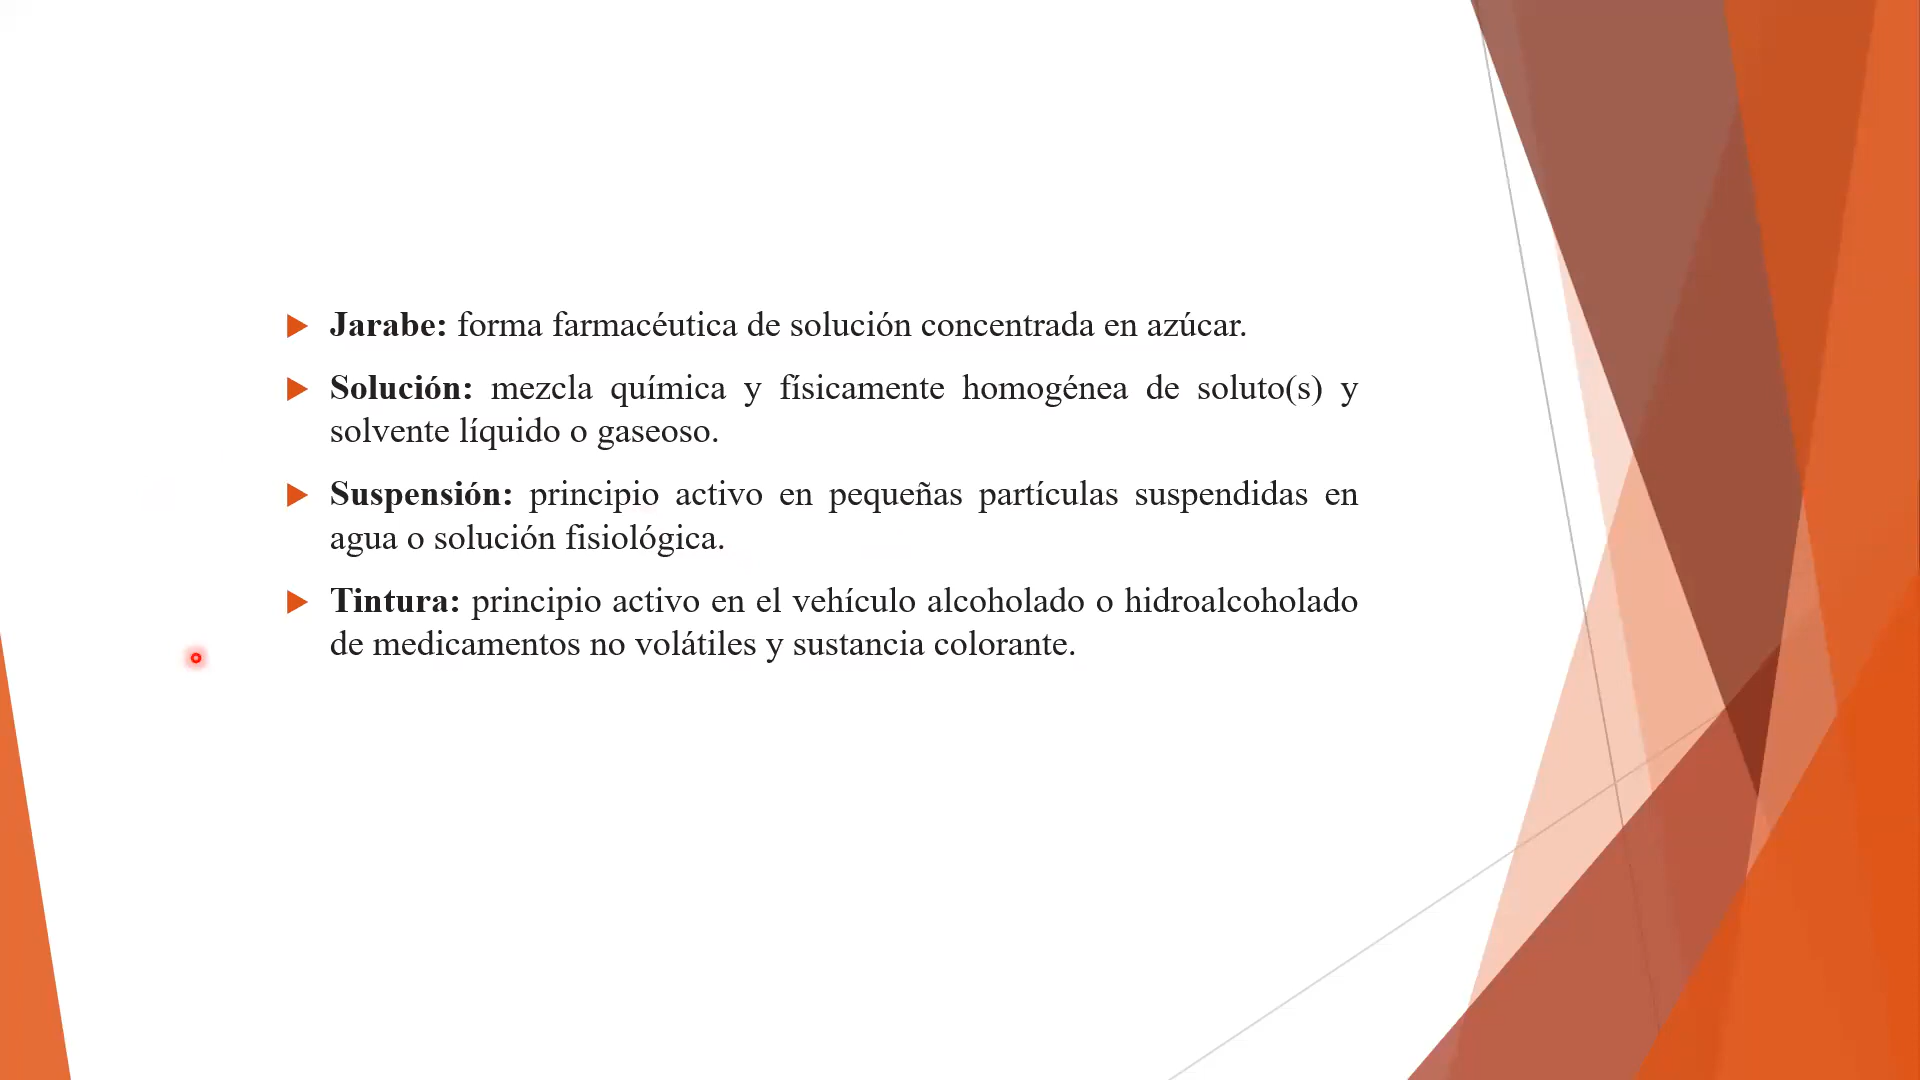 Jarabe: forma farmacéutica de solución concentrada en azúcar.
Solución: mezcla química y físicamente homogénea de soluto(s) y
solvente líquido o gaseoso.
Suspensión: principio activo en pequeñas partículas suspendidas en
agua o solución fisiológica.
Tintura: principio activo en el vehículo alcoholado o hidroalcoholado
de medicamentos no volátiles y sustancia colorante.